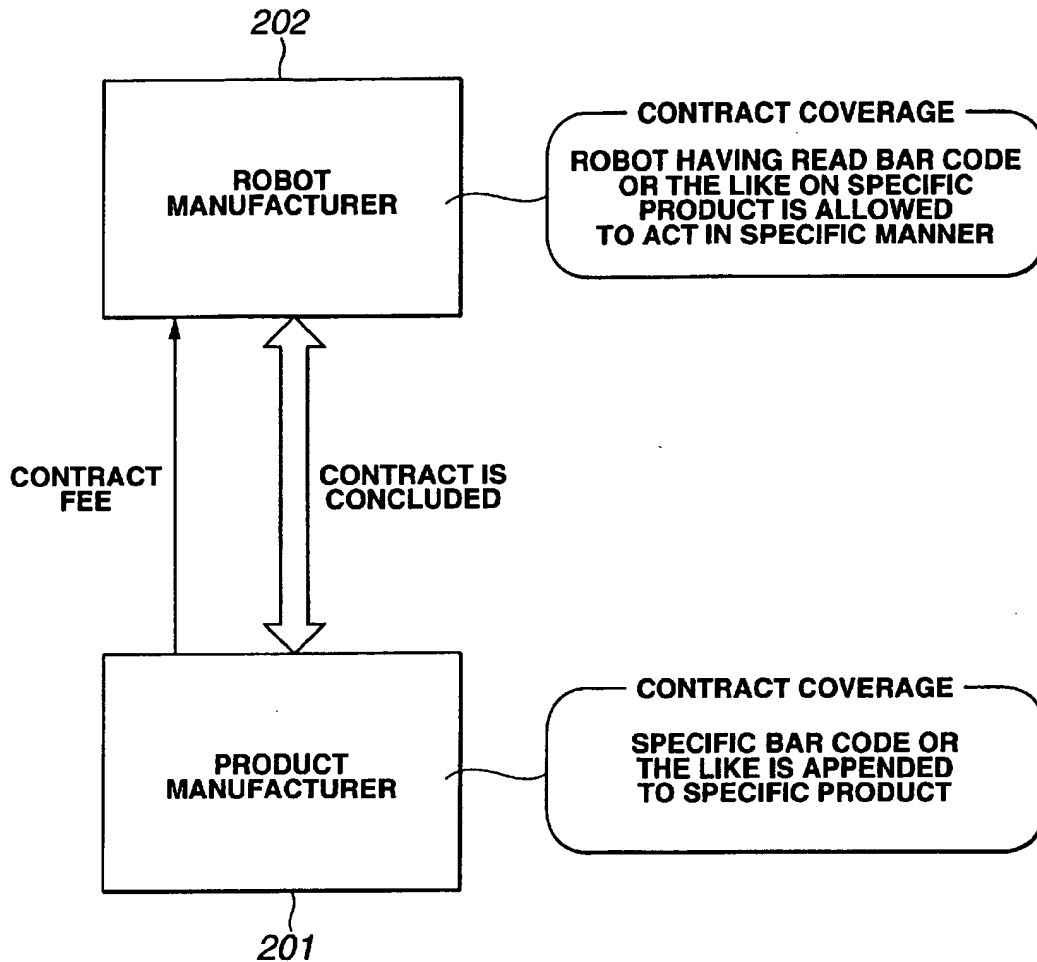 202
ROBOT
MANUFACTURER
CONTRACT COVERAGE
ROBOT HAVING READ BAR CODE
OR THE LIKE ON SPECIFIC
PRODUCT IS ALLOWED
TO ACT IN SPECIFIC MANNER
CONTRACT
FEE
CONTRACT IS
CONCLUDED
PRODUCT
MANUFACTURER
CONTRACT COVERAGE
SPECIFIC BAR CODE OR
THE LIKE IS APPENDED
TO SPECIFIC PRODUCT
201